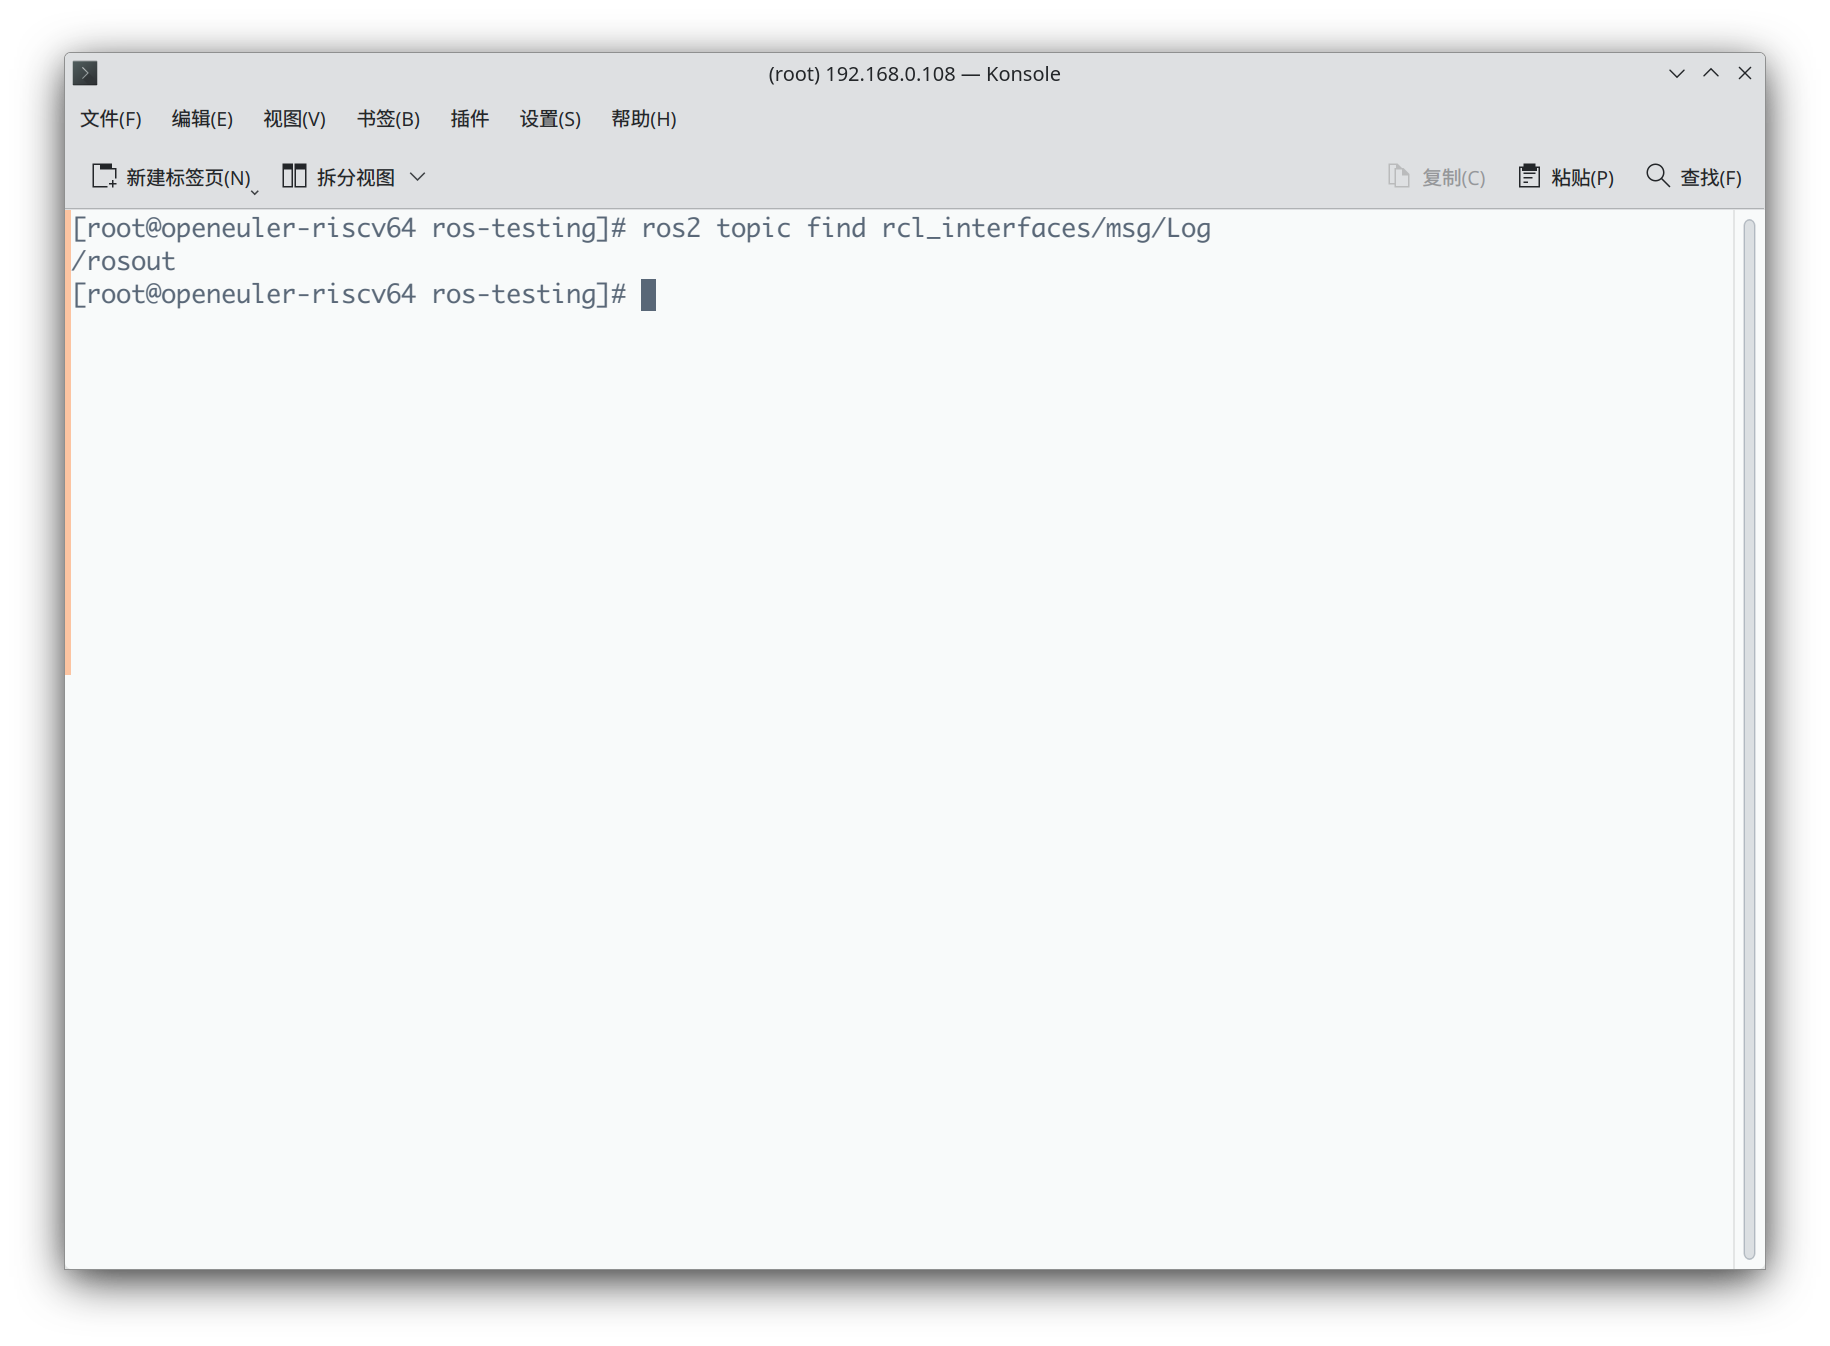 (root) 192.168.0.108 — Konsole
文件(F) 编辑(E) 视图(V) 书签(B) 插件 设置(S) 帮助(H)
新建标签页(N) 拆分视图 复制(C) 粘贴(P) 查找(F)
[root@openeuler-riscv64 ros-testing]# ros2 topic find rcl_interfaces/msg/Log
/rosout
[root@openeuler-riscv64 ros-testing]#